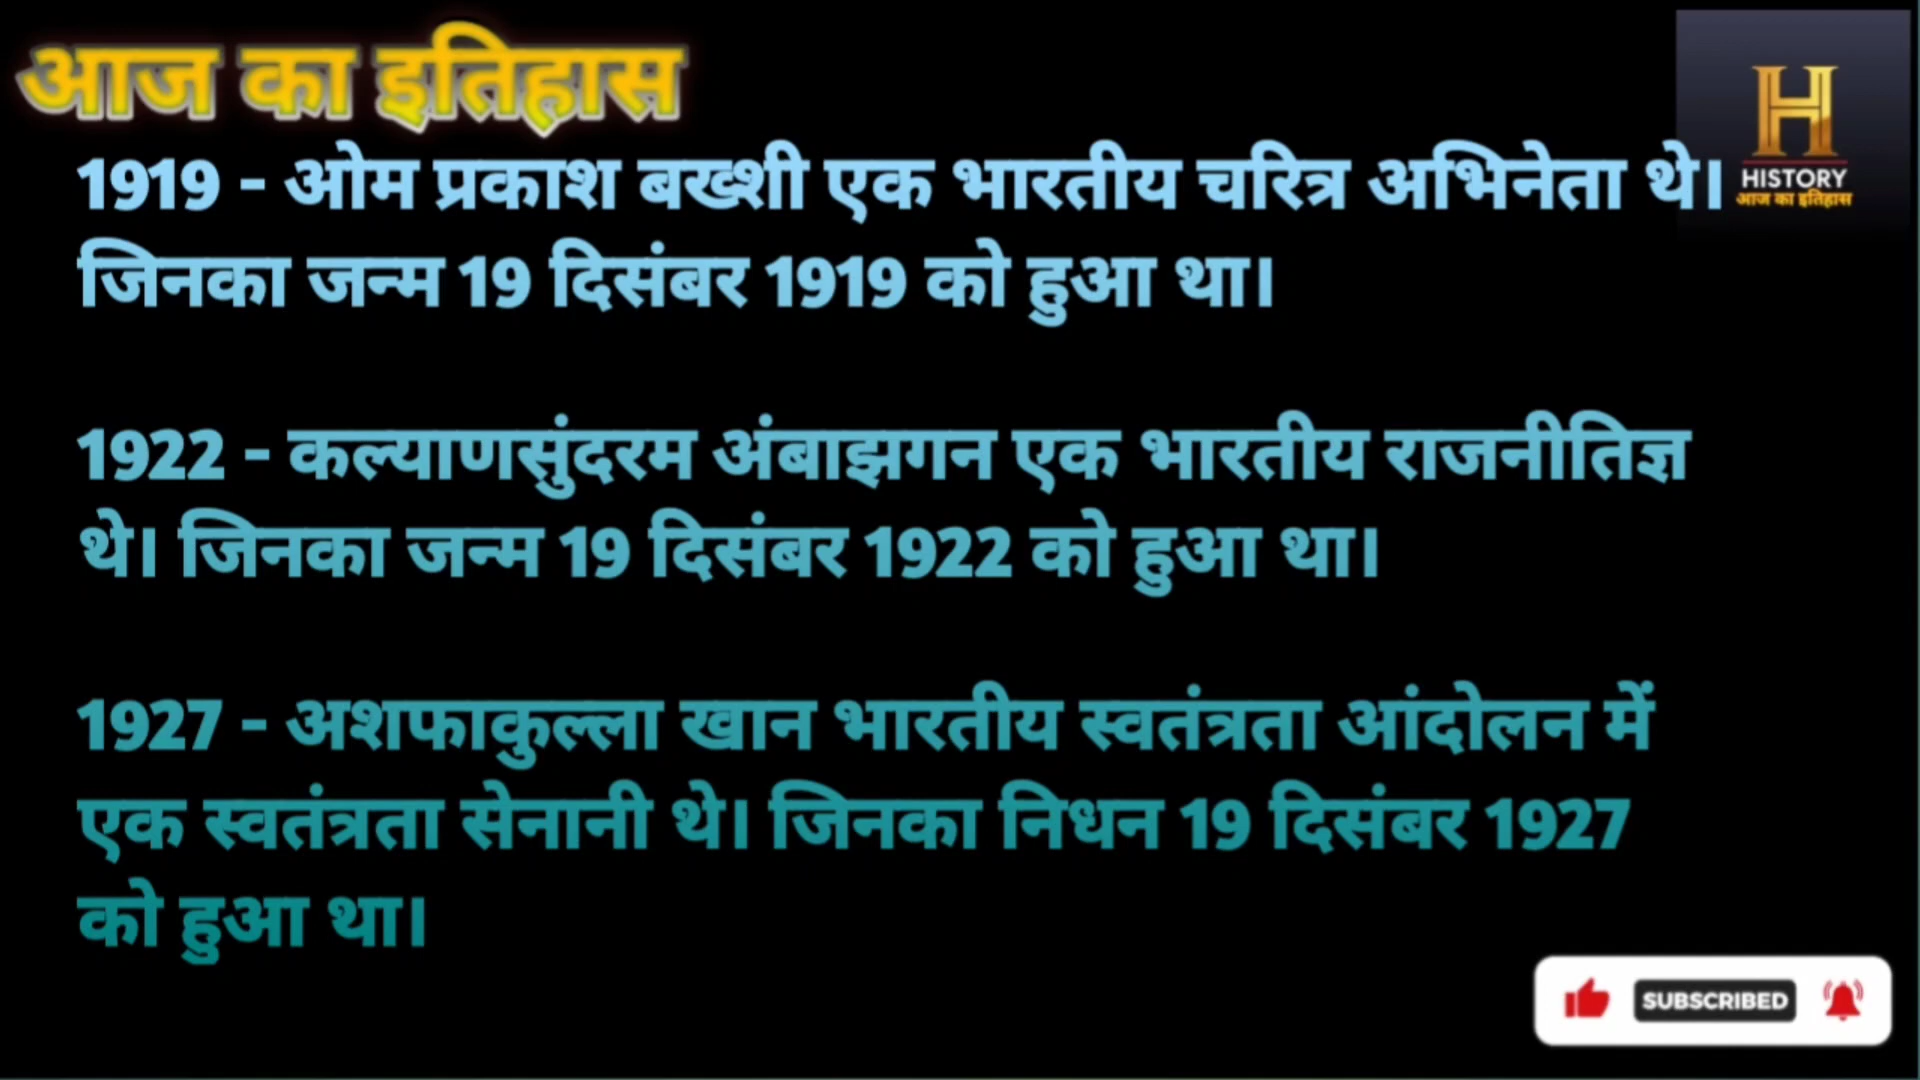 आज का इतिहास
H
HISTORY
आज का इतिहास
1919 - ओम प्रकाश बख्शी एक भारतीय चरित्र अभिनेता थे।
जिनका जन्म 19 दिसंबर 1919 को हुआ था।
1922 - कल्याणसुंदरम अंबाझगन एक भारतीय राजनीतिज्ञ
थे। जिनका जन्म 19 दिसंबर 1922 को हुआ था।
1927 - अशफाकुल्ला खान भारतीय स्वतंत्रता आंदोलन में
एक स्वतंत्रता सेनानी थे। जिनका निधन 19 दिसंबर 1927
को हुआ था।
SUBSCRIBED